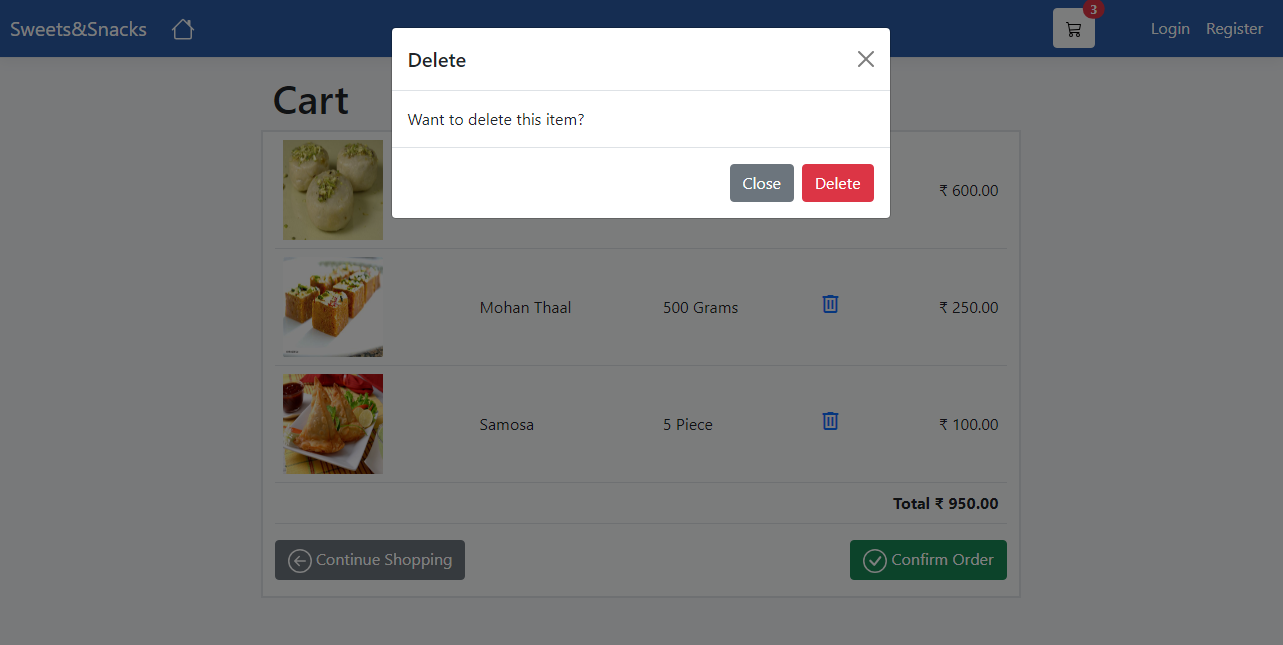 Sweets&Snacks
3
Login Register
Delete
Want to delete this item?
Close Delete
Cart
₹ 600.00
Mohan Thaal 500 Grams ₹ 250.00
Samosa 5 Piece ₹ 100.00
Total ₹ 950.00
Continue Shopping Confirm Order